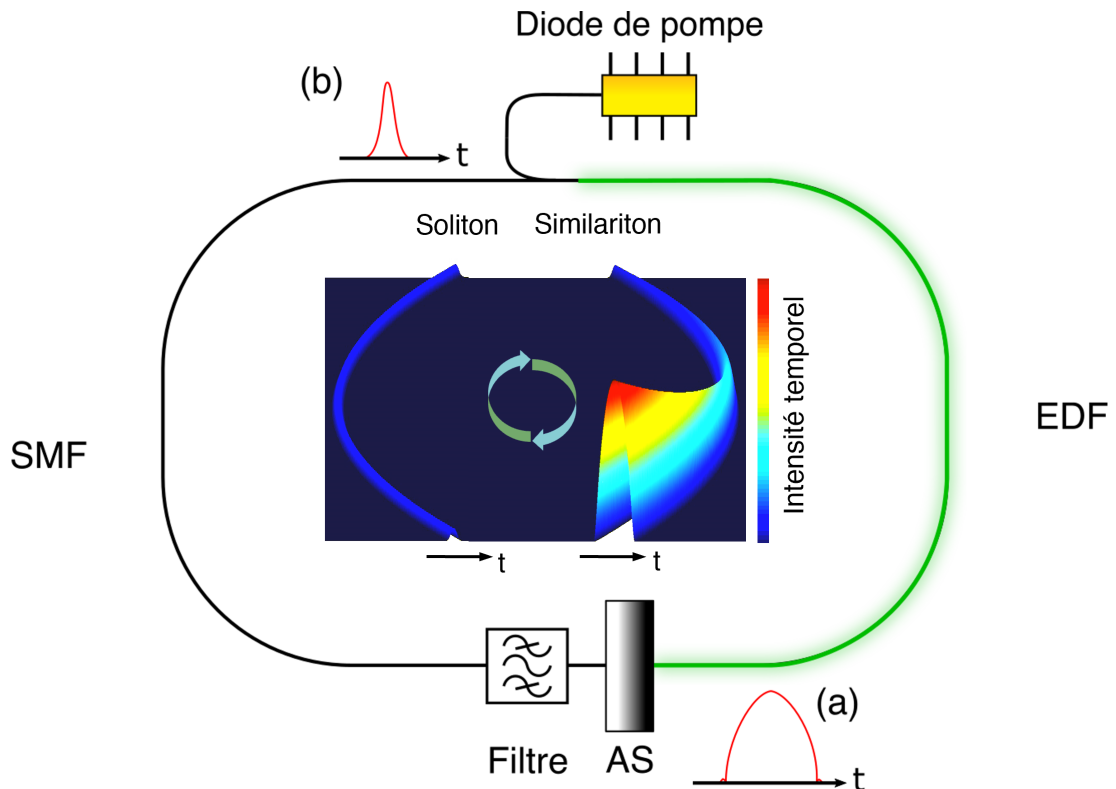 Diode de pompe
(b)
t
Soliton
Similariton
Intensité temporel
SMF
EDF
t
t
Filtre
AS
(a)
t